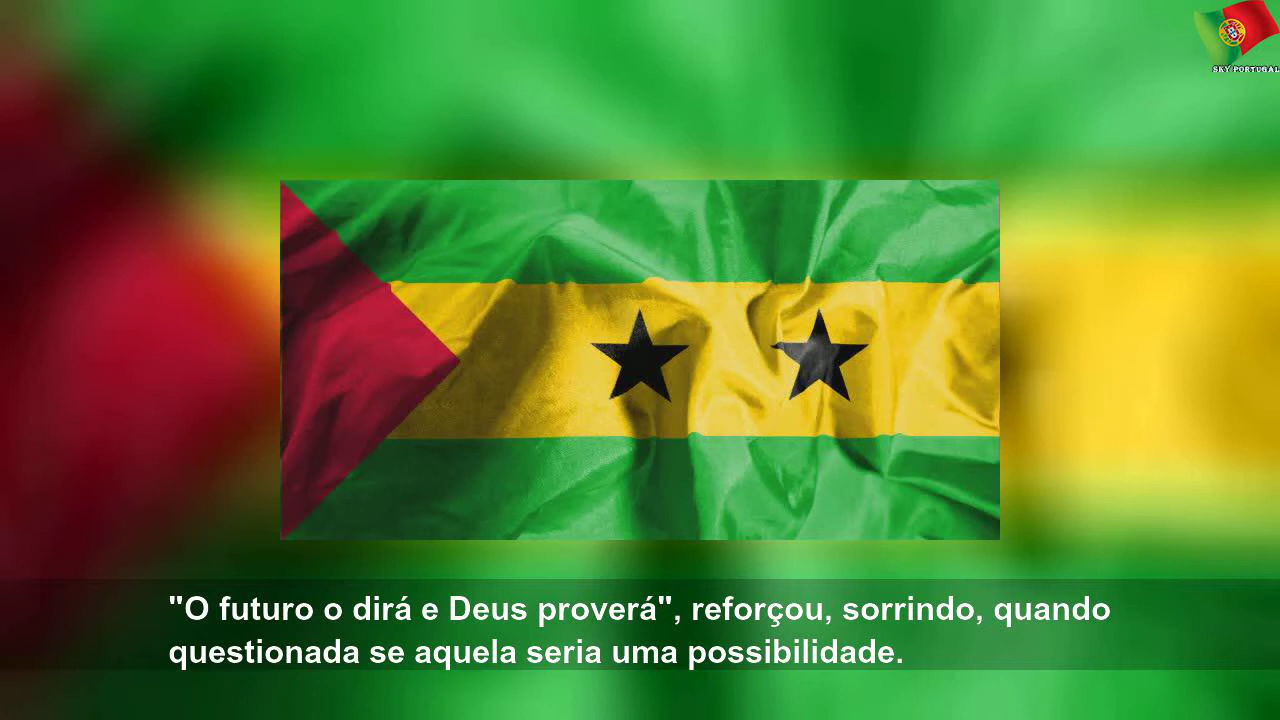 SKY PORTUGAL
"O futuro o dirá e Deus proverá", reforçou, sorrindo, quando
questionada se aquela seria uma possibilidade.